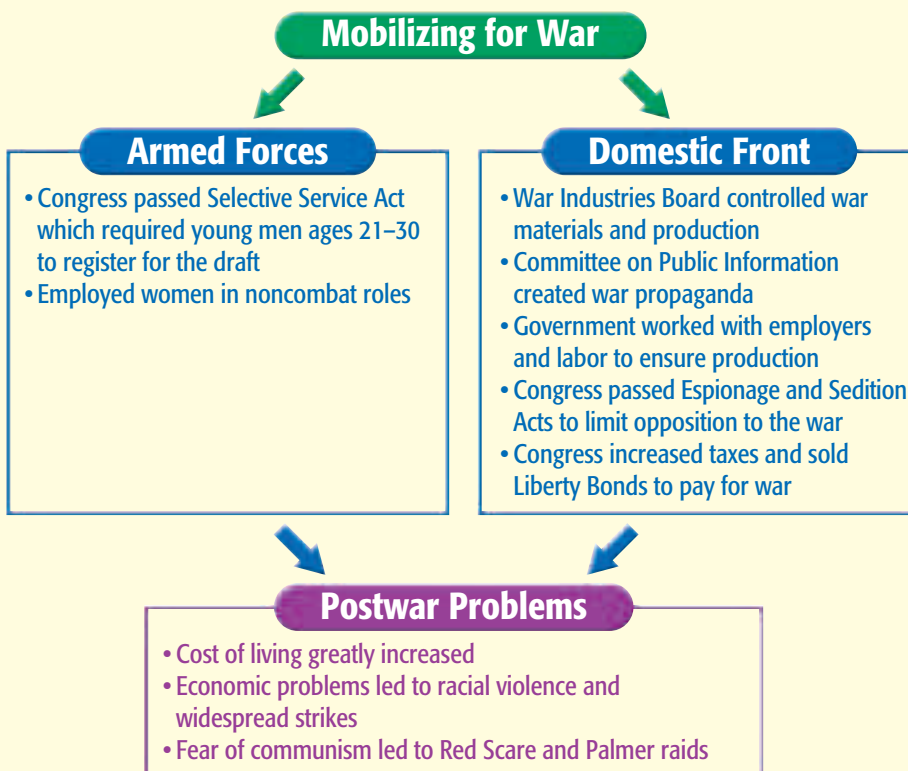 Mobilizing for War
Armed Forces
• Congress passed Selective Service Act
which required young men ages 21–30
to register for the draft
• Employed women in noncombat roles
Domestic Front
• War Industries Board controlled war
materials and production
• Committee on Public Information
created war propaganda
• Government worked with employers
and labor to ensure production
• Congress passed Espionage and Sedition
Acts to limit opposition to the war
• Congress increased taxes and sold
Liberty Bonds to pay for war
Postwar Problems
• Cost of living greatly increased
• Economic problems led to racial violence and
widespread strikes
• Fear of communism led to Red Scare and Palmer raids